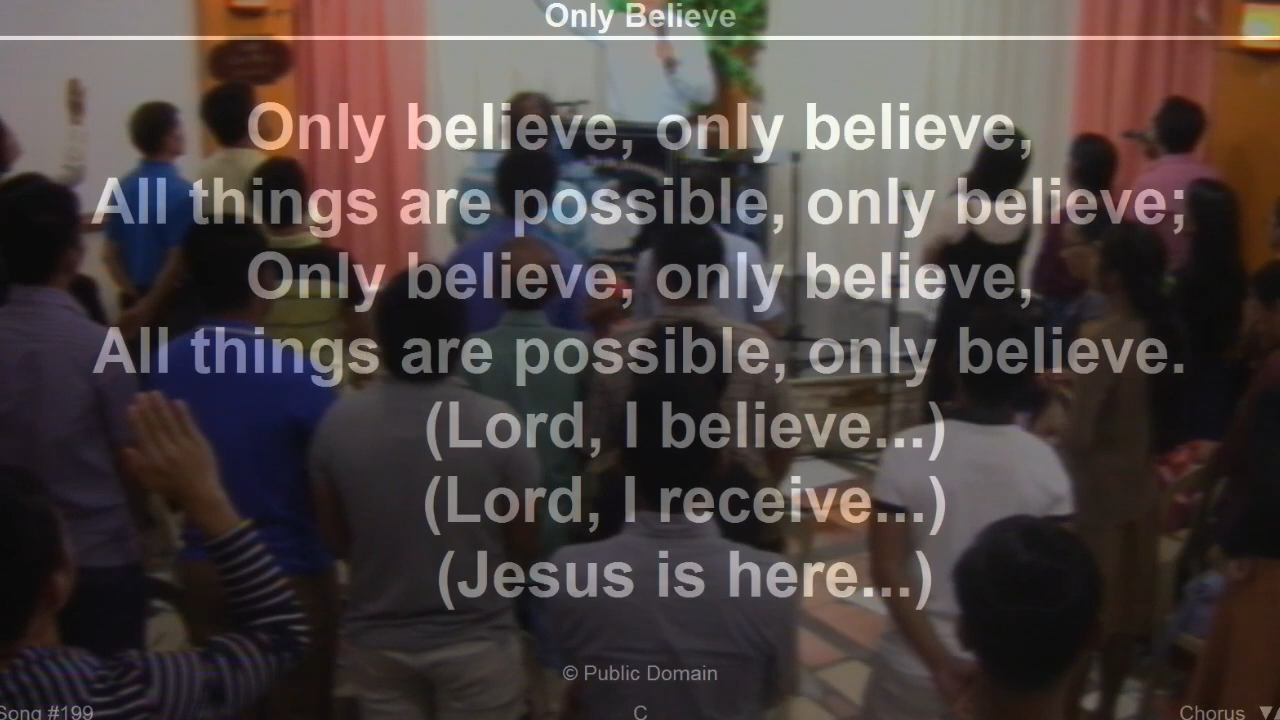 Only Believe
Only believe, only believe,
All things are possible, only believe;
Only believe, only believe,
All things are possible, only believe.
(Lord, I believe...)
(Lord, I receive...)
(Jesus is here...)
© Public Domain
Song #199
C
Chorus ▼